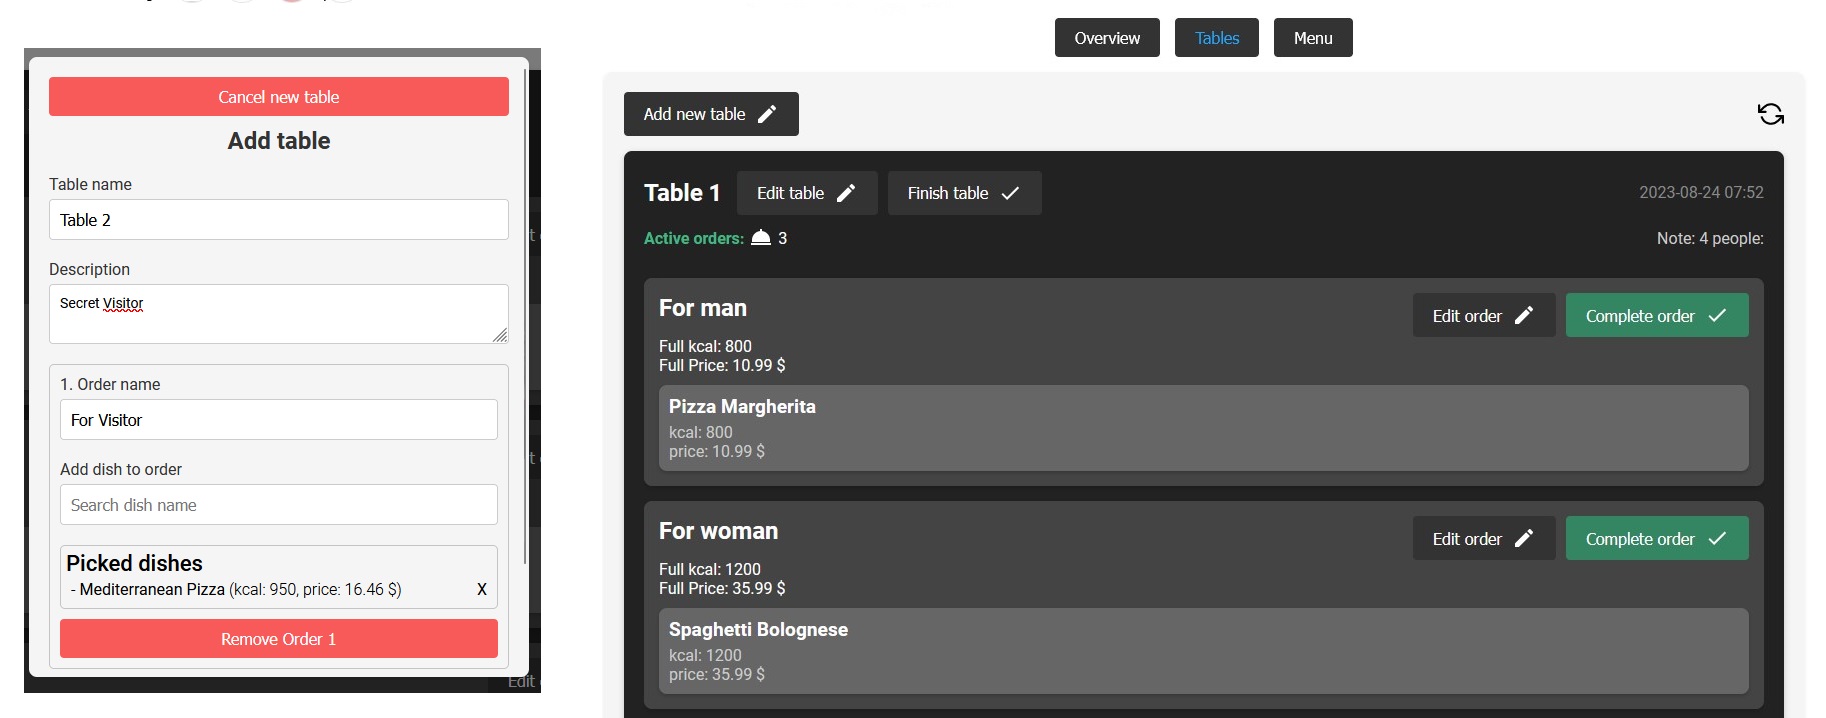 Cancel new table
Add table
Table name
Table 2
Description
Secret Visitor
1. Order name
For Visitor
Add dish to order
Search dish name
Picked dishes
- Mediterranean Pizza (kcal: 950, price: 16.46 $) X
Remove Order 1
Edit
Overview Tables Menu
Add new table
Table 1 Edit table Finish table 2023-08-24 07:52
Active orders: 3 Note: 4 people:
For man Edit order Complete order
Full kcal: 800
Full Price: 10.99 $
Pizza Margherita
kcal: 800
price: 10.99 $
For woman Edit order Complete order
Full kcal: 1200
Full Price: 35.99 $
Spaghetti Bolognese
kcal: 1200
price: 35.99 $